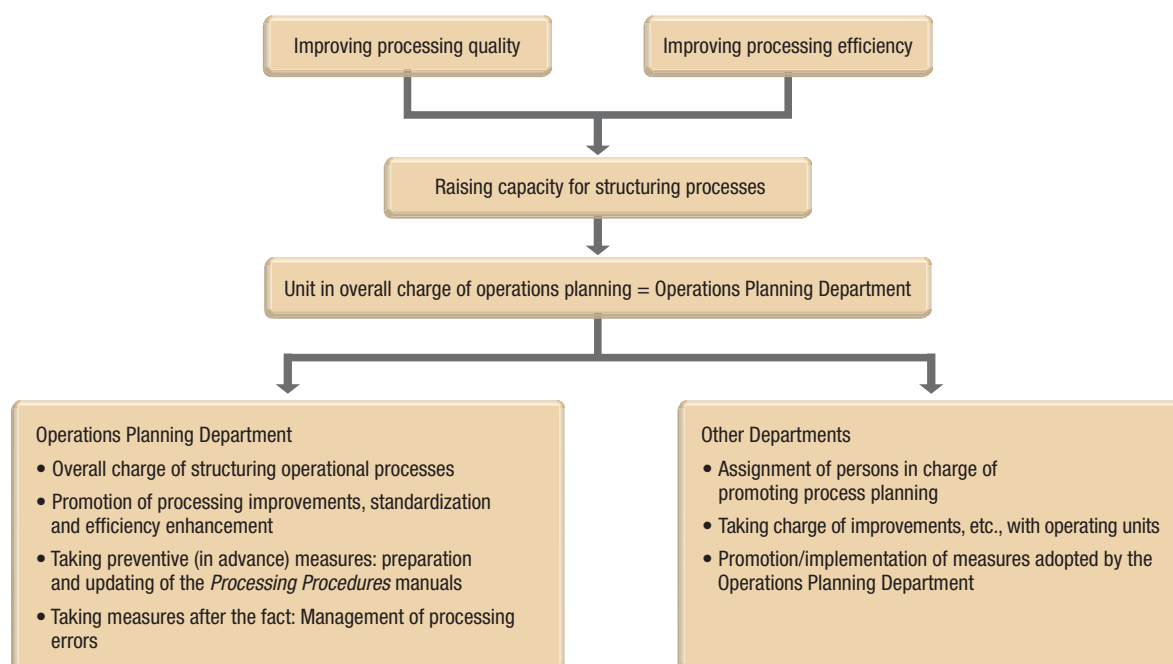 Improving processing quality
Improving processing efficiency
Raising capacity for structuring processes
Unit in overall charge of operations planning = Operations Planning Department
Operations Planning Department
• Overall charge of structuring operational processes
• Promotion of processing improvements, standardization
and efficiency enhancement
• Taking preventive (in advance) measures: preparation
and updating of the Processing Procedures manuals
• Taking measures after the fact: Management of processing
errors
Other Departments
• Assignment of persons in charge of
promoting process planning
• Taking charge of improvements, etc., with operating units
• Promotion/implementation of measures adopted by the
Operations Planning Department